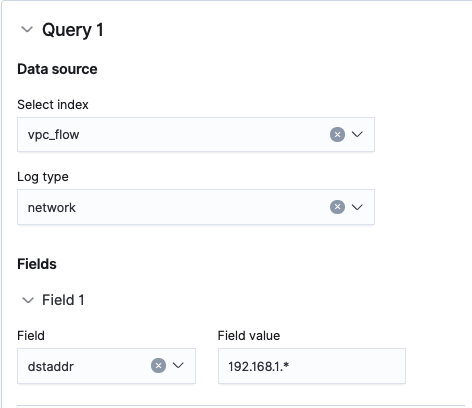 Query 1
Data source
Select index
vpc_flow
Log type
network
Fields
Field 1
Field Field value
dstaddr 192.168.1.*